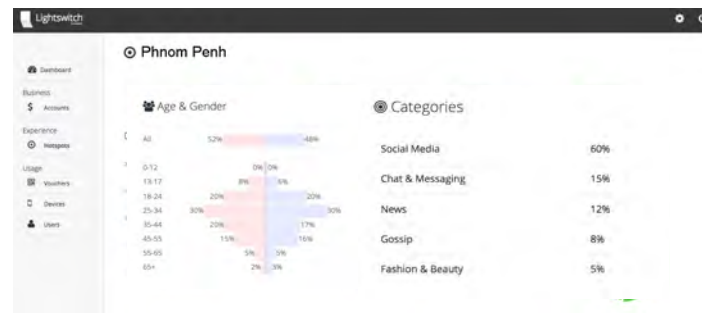 Lightswitch
Phnom Penh
Dashboard
Business
$ Accounts
Experience
Hotspots
Usage
Vouchers
Devices
Users
Age & Gender
All 52% 48%
0-12 0% 0%
13-17 8% 6%
18-24 20% 20%
25-34 30% 30%
35-44 20% 17%
45-55 15% 16%
55-65 5% 5%
65+ 2% 3%
Categories
Social Media 60%
Chat & Messaging 15%
News 12%
Gossip 8%
Fashion & Beauty 5%